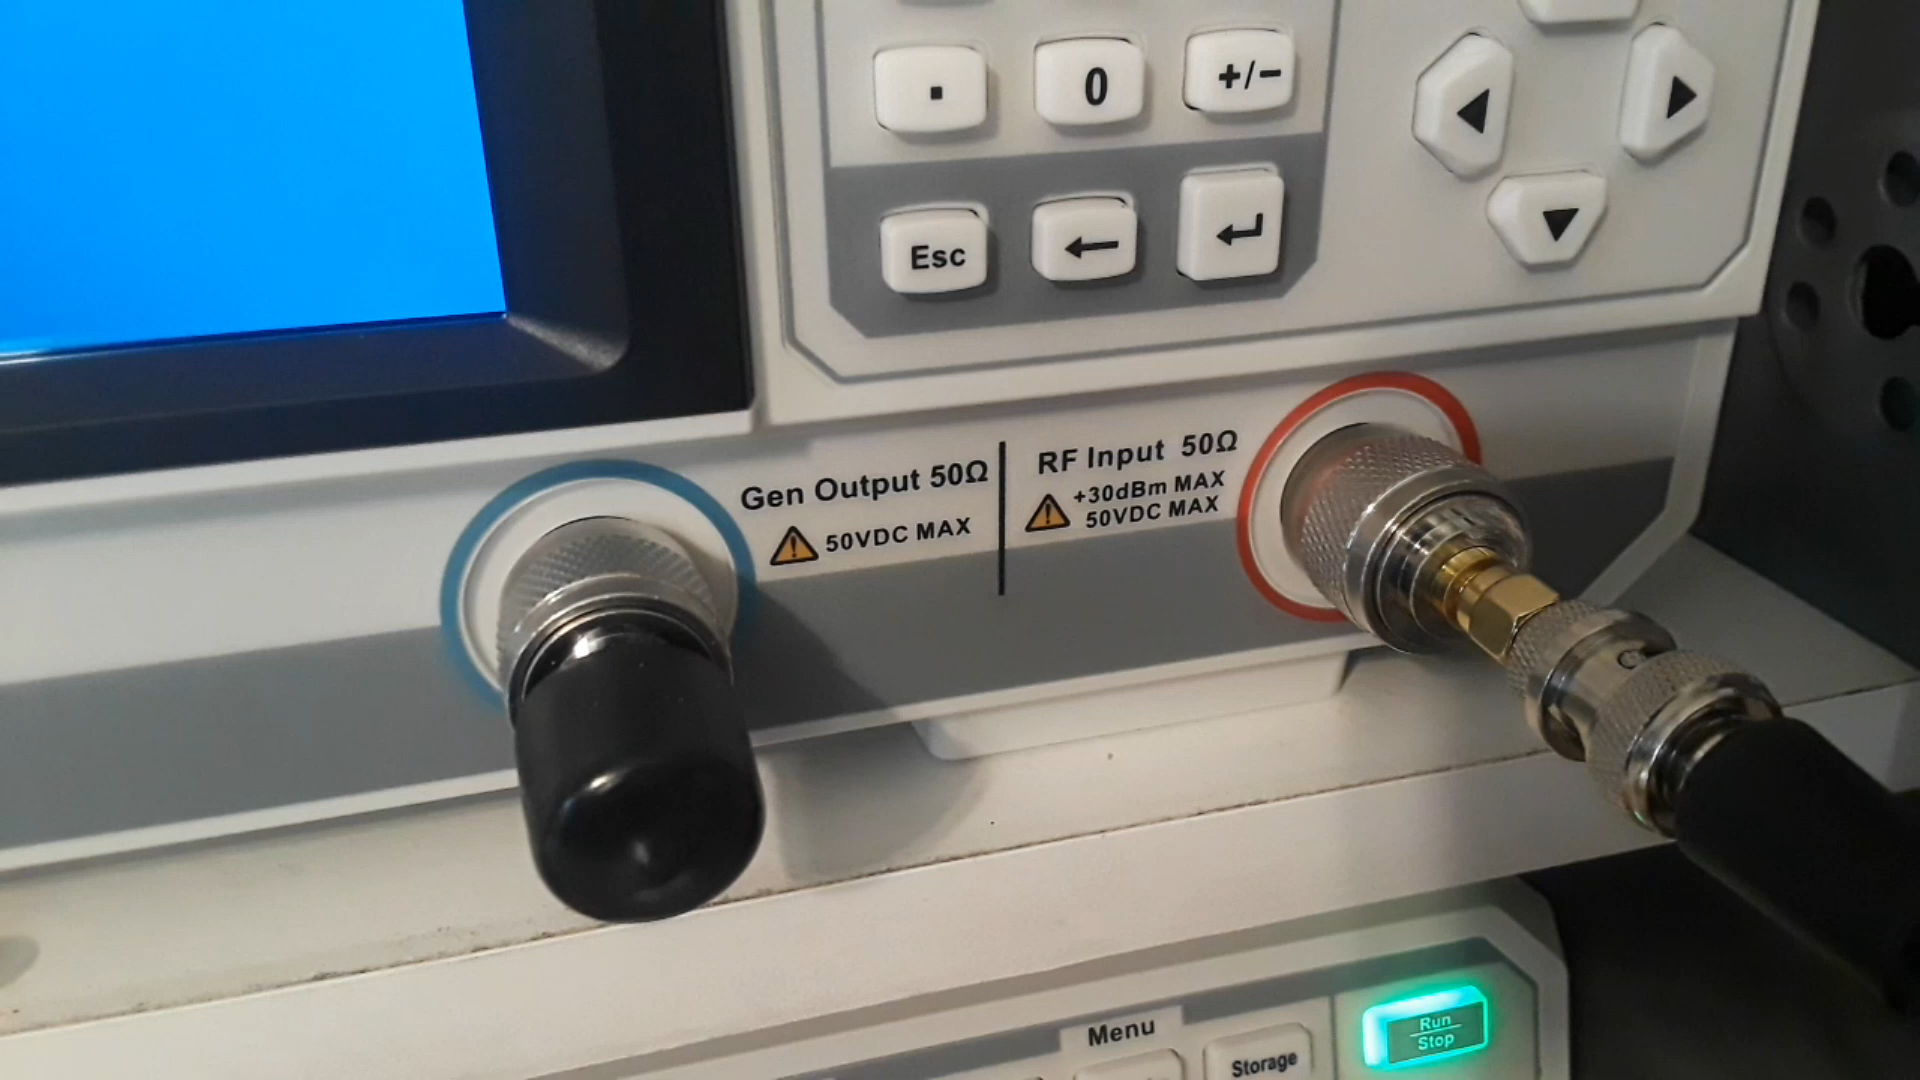 .
0
+/-
Esc
Gen Output 50Ω
50VDC MAX
RF Input 50Ω
+30dBm MAX
50VDC MAX
Menu
Storage
Run
Stop